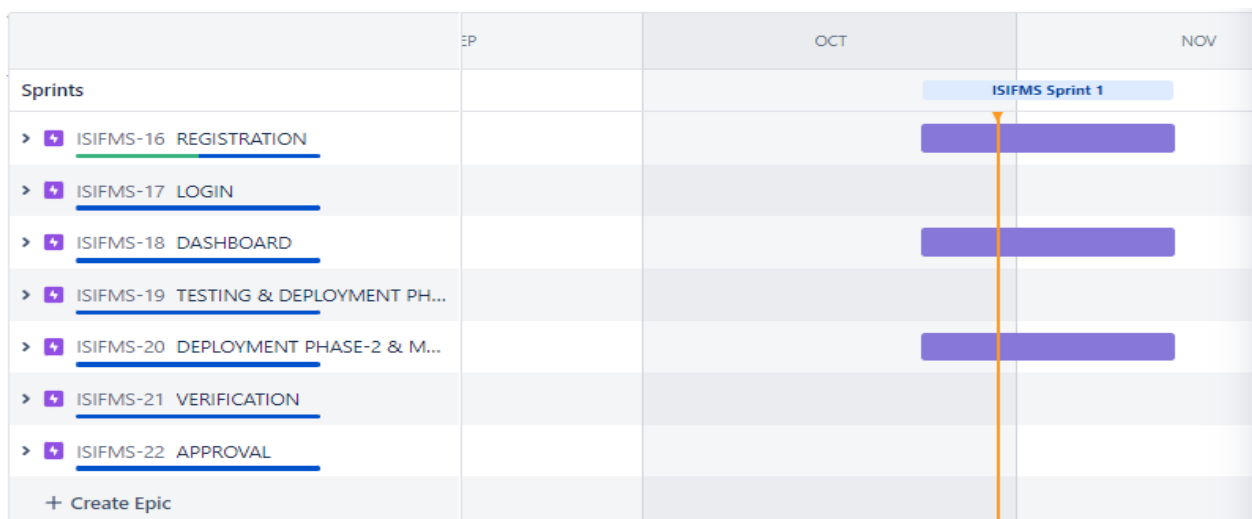 EP OCT NOV
Sprints ISIFMS Sprint 1
ISIFMS-16 REGISTRATION
ISIFMS-17 LOGIN
ISIFMS-18 DASHBOARD
ISIFMS-19 TESTING & DEPLOYMENT PH...
ISIFMS-20 DEPLOYMENT PHASE-2 & M...
ISIFMS-21 VERIFICATION
ISIFMS-22 APPROVAL
+ Create Epic